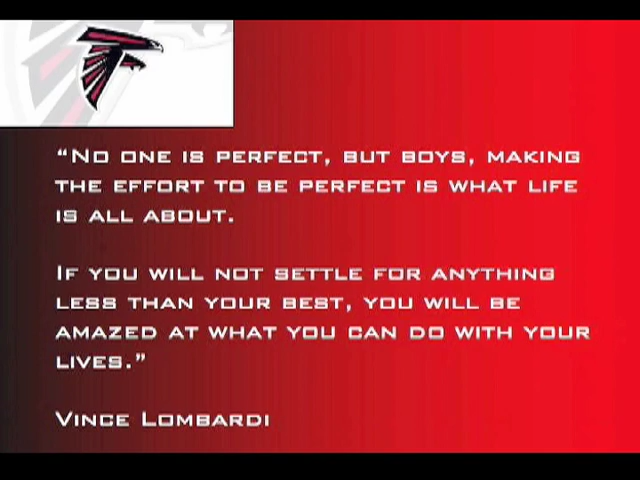 “No one is perfect, but boys, making
the effort to be perfect is what life
is all about.
If you will not settle for anything
less than your best, you will be
amazed at what you can do with your
lives.”
Vince Lombardi